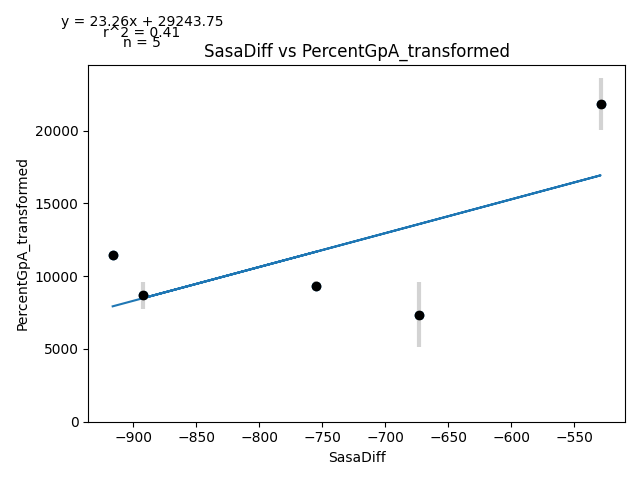 y = 23.26x + 29243.75
r^2 = 0.41
n = 5
SasaDiff vs PercentGpA_transformed
PercentGpA_transformed
20000
15000
10000
5000
0
−900
−850
−800
−750
−700
−650
−600
−550
SasaDiff